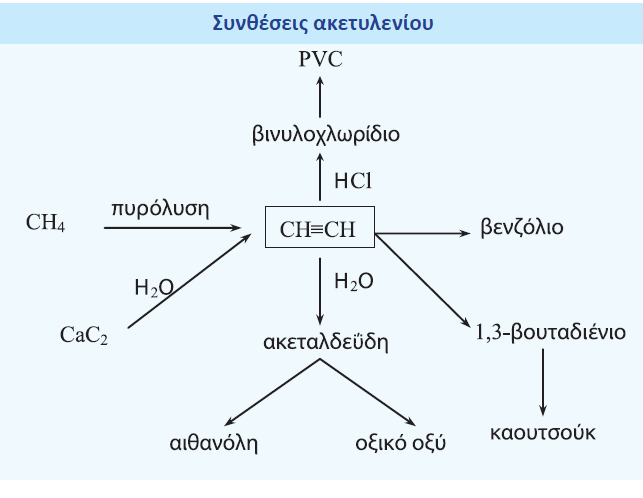 Συνθέσεις ακετυλενίου
PVC
βινυλοχλωρίδιο
HCl
πυρόλυση
CH₄
CH≡CH
βενζόλιο
H₂O
H₂O
CaC₂
ακεταλδεΰδη
1,3-βουταδιένιο
αιθανόλη
οξικό οξύ
καουτσούκ